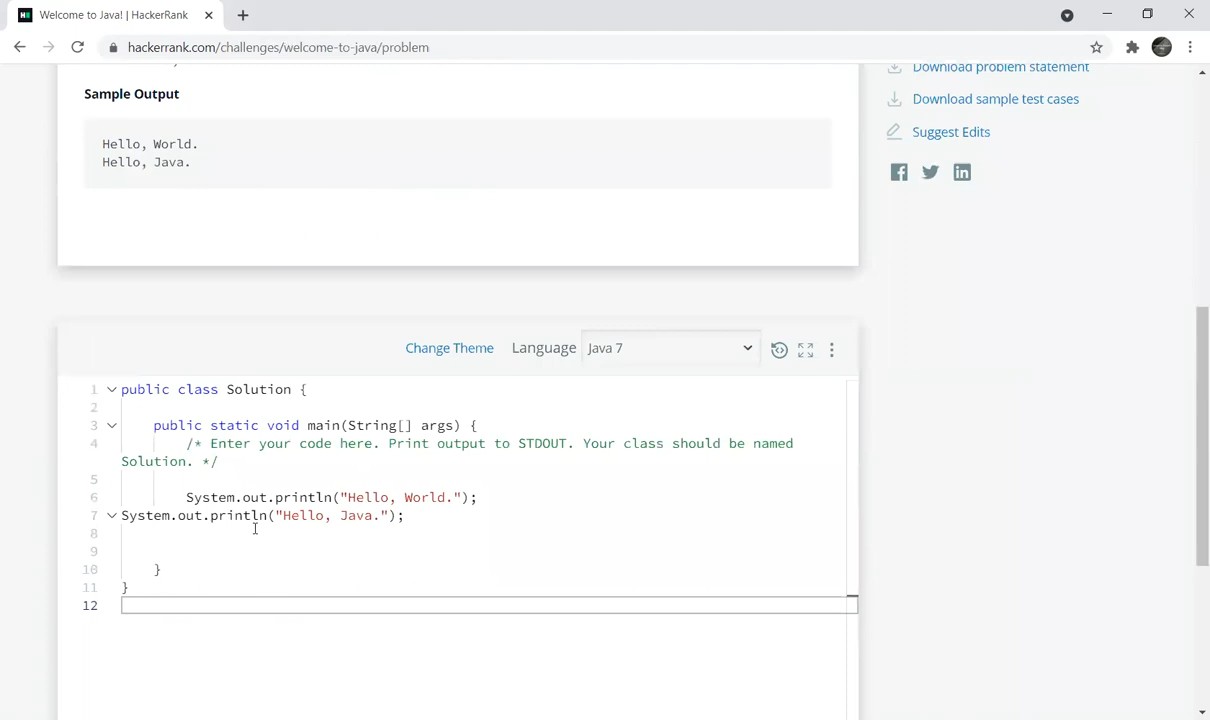 Welcome to Java! | HackerRank
hackerrank.com/challenges/welcome-to-java/problem
Sample Output
Hello, World.
Hello, Java.
Download problem statement
Download sample test cases
Suggest Edits
Change Theme Language Java 7
1 public class Solution {
2
3 public static void main(String[] args) {
4 /* Enter your code here. Print output to STDOUT. Your class should be named
Solution. */
5
6 System.out.println("Hello, World.");
7 System.out.println("Hello, Java.");
8
9
10 }
11 }
12